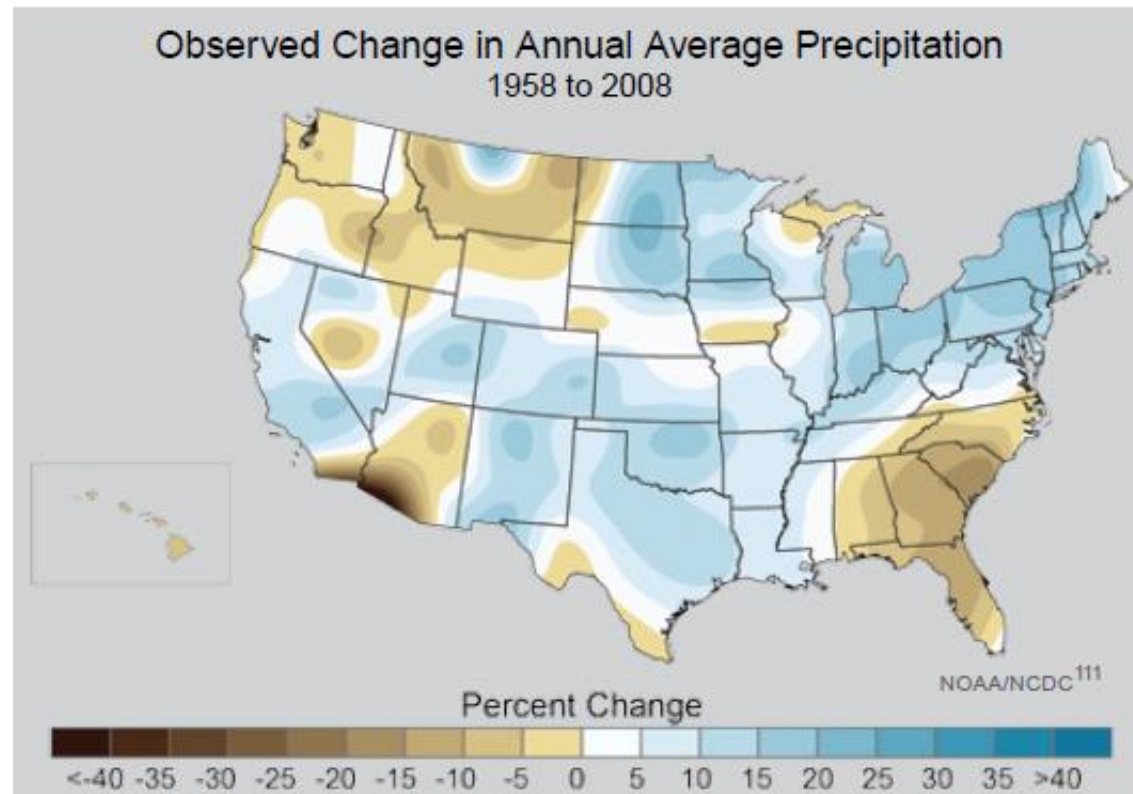 Observed Change in Annual Average Precipitation
1958 to 2008
NOAA/NCDC111
Percent Change
<-40 -35 -30 -25 -20 -15 -10 -5 0 5 10 15 20 25 30 35 >40